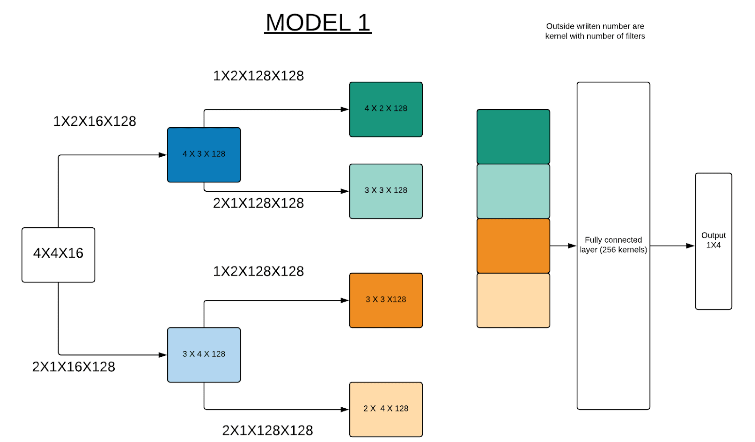 MODEL 1
Outside wriiten number are
kernel with number of filters
1X2X128X128
4 X 2 X 128
1X2X16X128
4 X 3 X 128
3 X 3 X 128
2X1X128X128
4X4X16
Fully connected
layer (256 kernels)
Output
1X4
1X2X128X128
3 X 3 X128
3 X 4 X 128
2X1X16X128
2 X  4 X 128
2X1X128X128